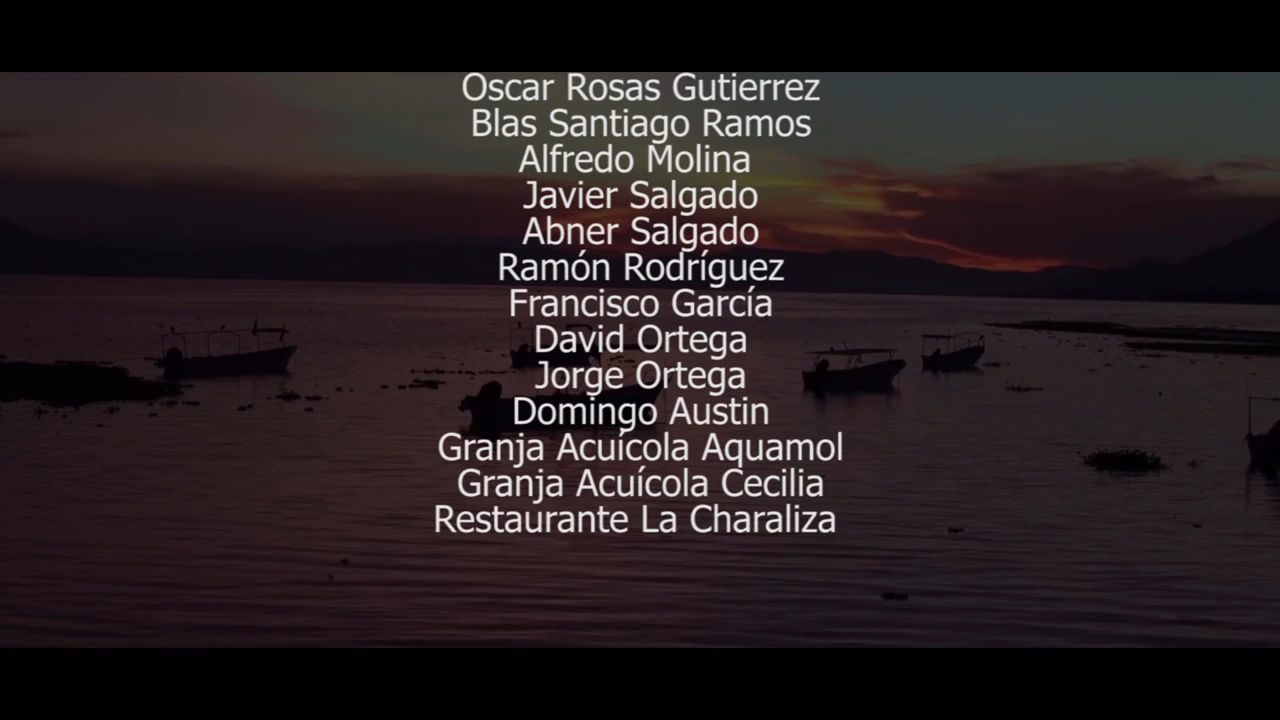 Oscar Rosas Gutierrez
Blas Santiago Ramos
Alfredo Molina
Javier Salgado
Abner Salgado
Ramón Rodríguez
Francisco García
David Ortega
Jorge Ortega
Domingo Austin
Granja Acuícola Aquamol
Granja Acuícola Cecilia
Restaurante La Charaliza